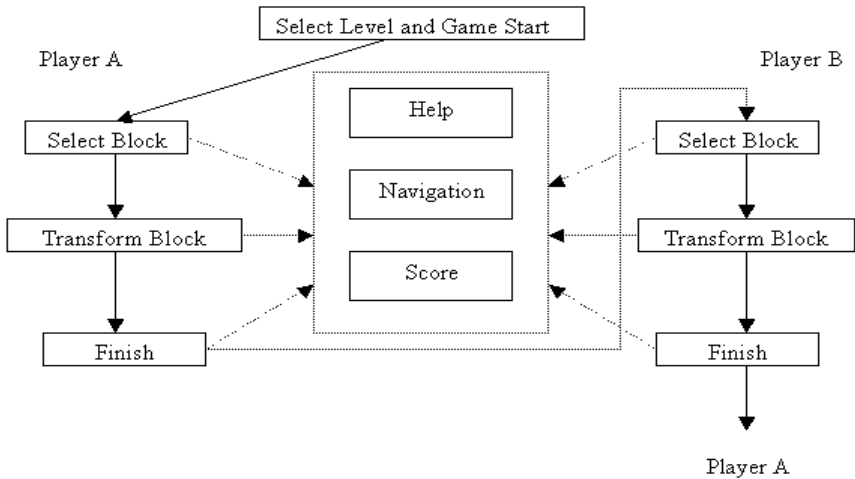 Select Level and Game Start
Player A
Player B
Help
Select Block
Select Block
Navigation
Transform Block
Transform Block
Score
Finish
Finish
Player A